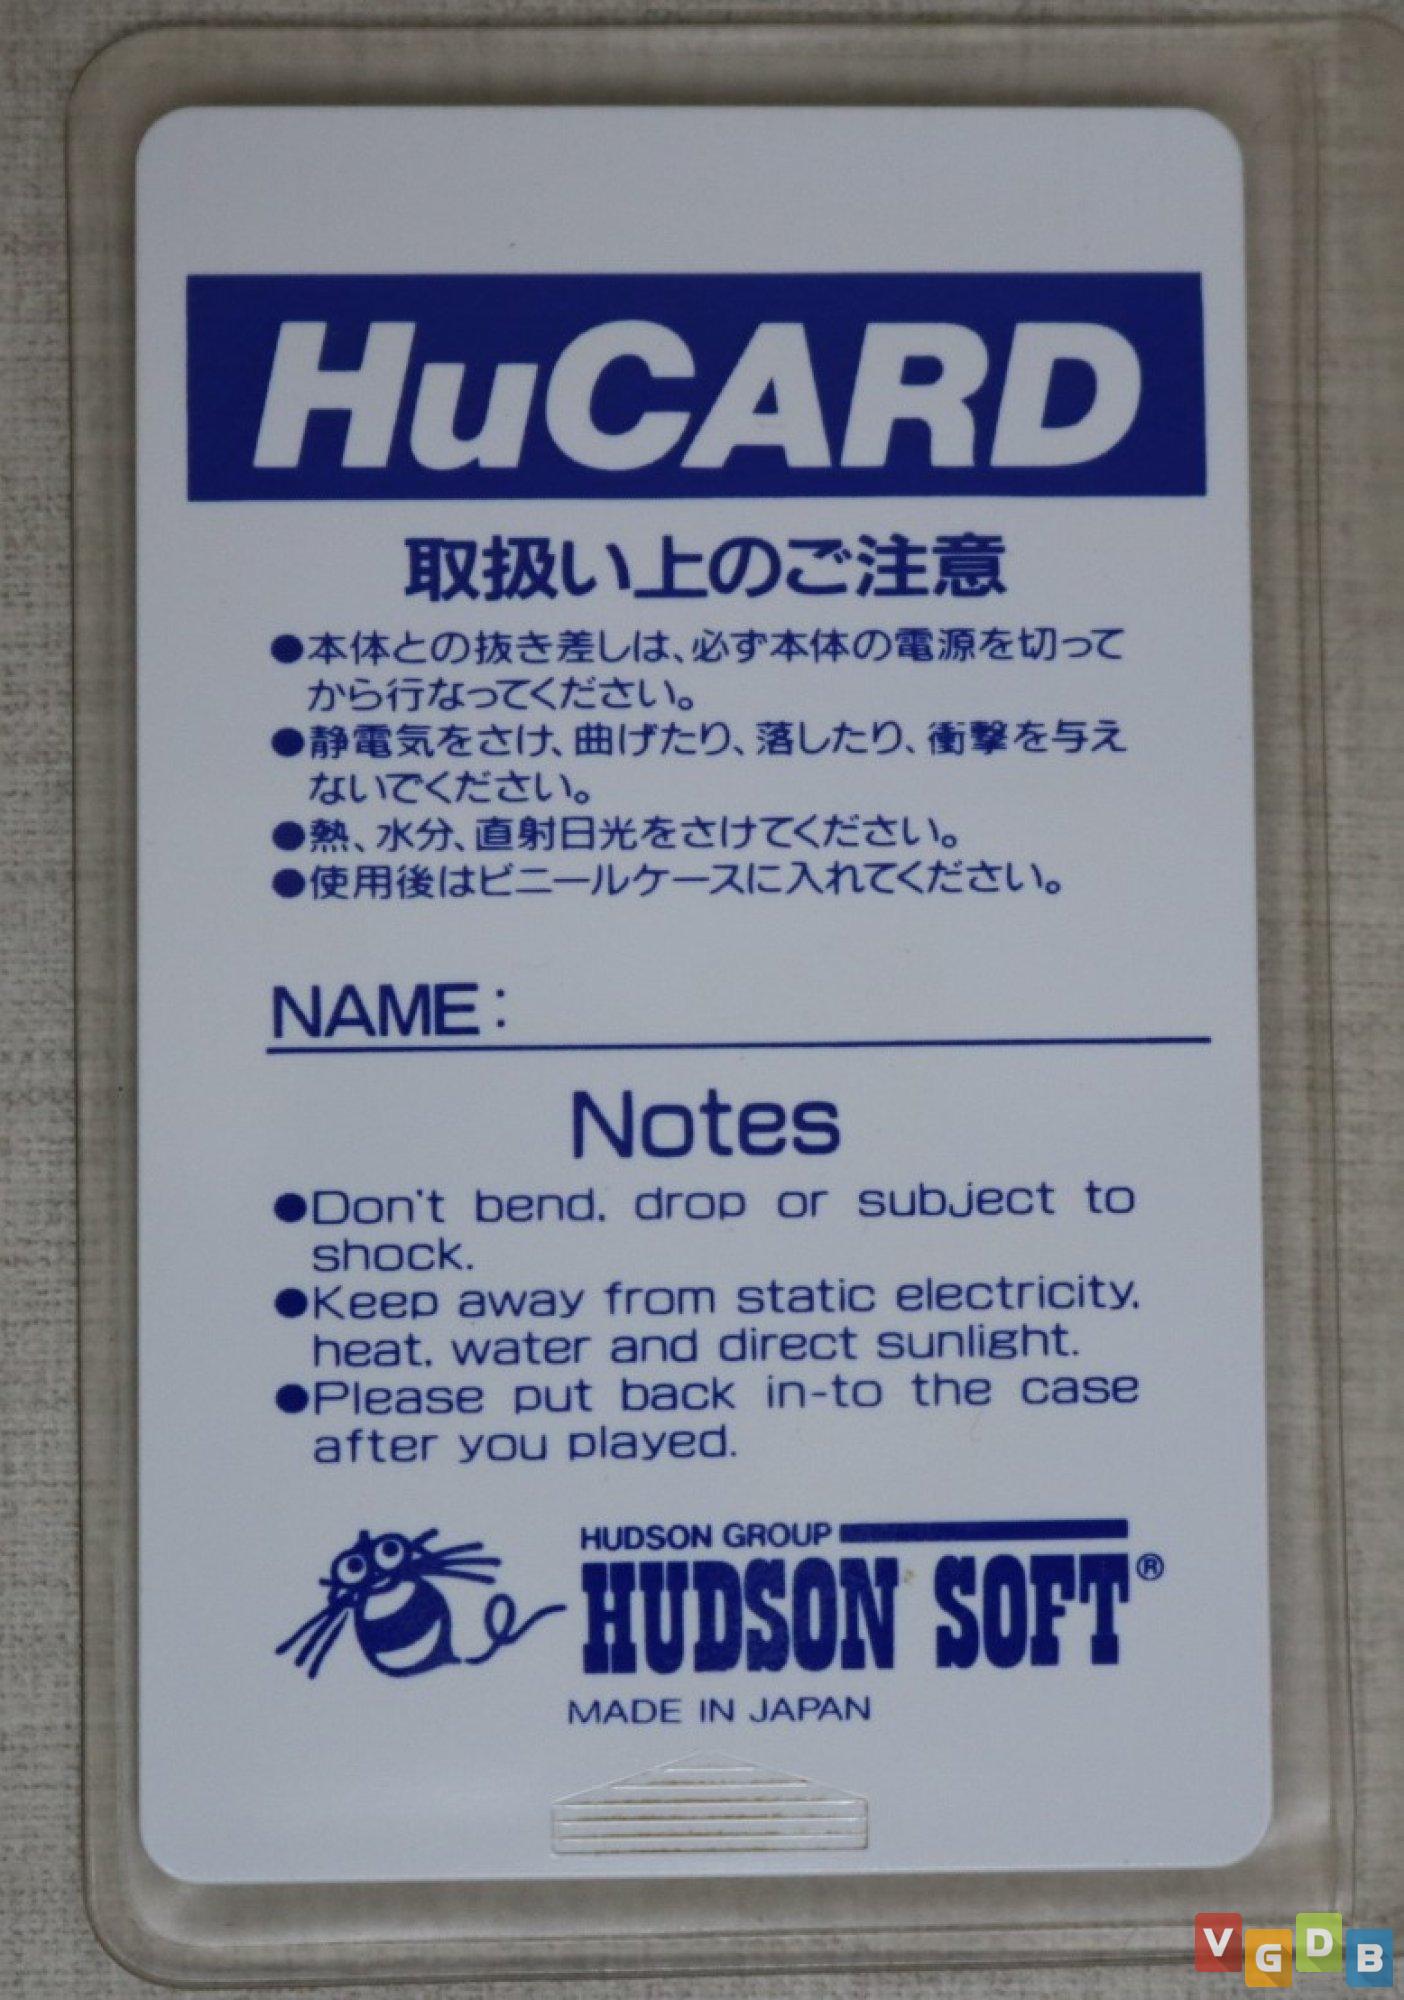 HuCARD
取扱い上のご注意
●本体との抜き差しは、必ず本体の電源を切って
から行なってください。
●静電気をさけ、曲げたり、落したり、衝撃を与え
ないでください。
●熱、水分、直射日光をさけてください。
●使用後はビニールケースに入れてください。
NAME:
Notes
●Don't bend. drop or subject to
shock.
●Keep away from static electricity.
heat. water and direct sunlight.
●Please put back in-to the case
after you played.
HUDSON GROUP
HUDSON SOFT®
MADE IN JAPAN
VGDB